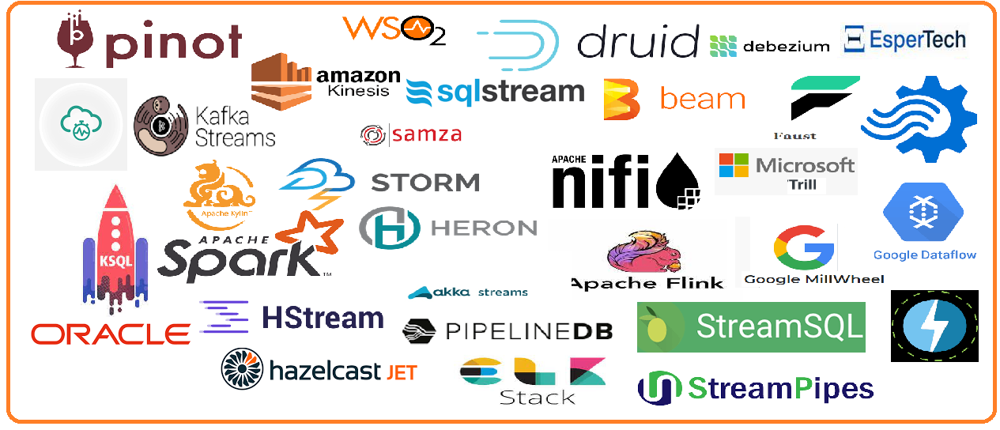 pinot
WSO2
druid
debezium
EsperTech
amazon
Kinesis
sqlstream
beam
Faust
Kafka
Streams
samza
APACHE
nifi
Microsoft
Trill
Apache Kylin™
STORM
HERON
Google Dataflow
KSQL
APACHE
Spark™
Apache Flink
Google MillWheel
akka streams
ORACLE
HStream
PIPELINEDB
StreamSQL
hazelcast JET
ELK
Stack
StreamPipes